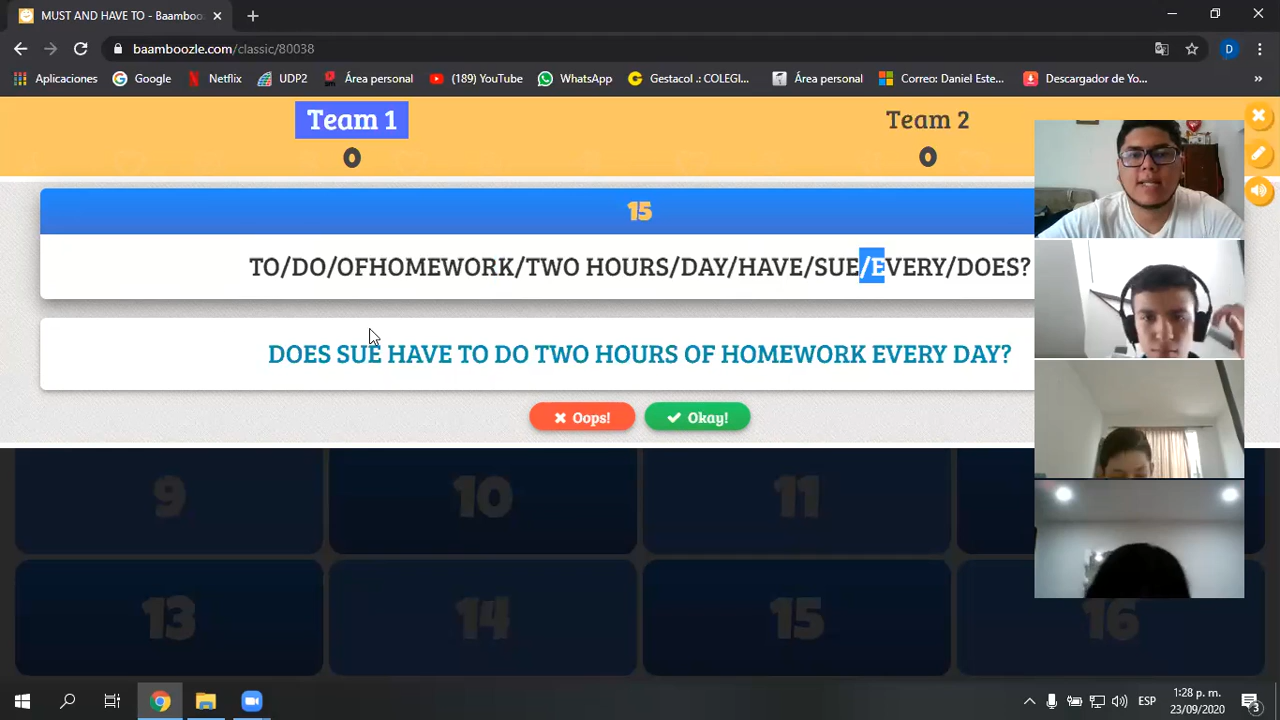 MUST AND HAVE TO - Baambooz
baamboozle.com/classic/80038
D
Aplicaciones Google Netflix UDP2 Área personal (189) YouTube WhatsApp Gestacol .: COLEGI... Área personal Correo: Daniel Este... Descargador de Yo... »
Team 1 Team 2
0 0
15
TO/DO/OFHOMEWORK/TWO HOURS/DAY/HAVE/SUE/EVERY/DOES?
DOES SUE HAVE TO DO TWO HOURS OF HOMEWORK EVERY DAY?
Oops! Okay!
9 10 11
13 14 15 16
ESP 1:28 p. m.
23/09/2020 3